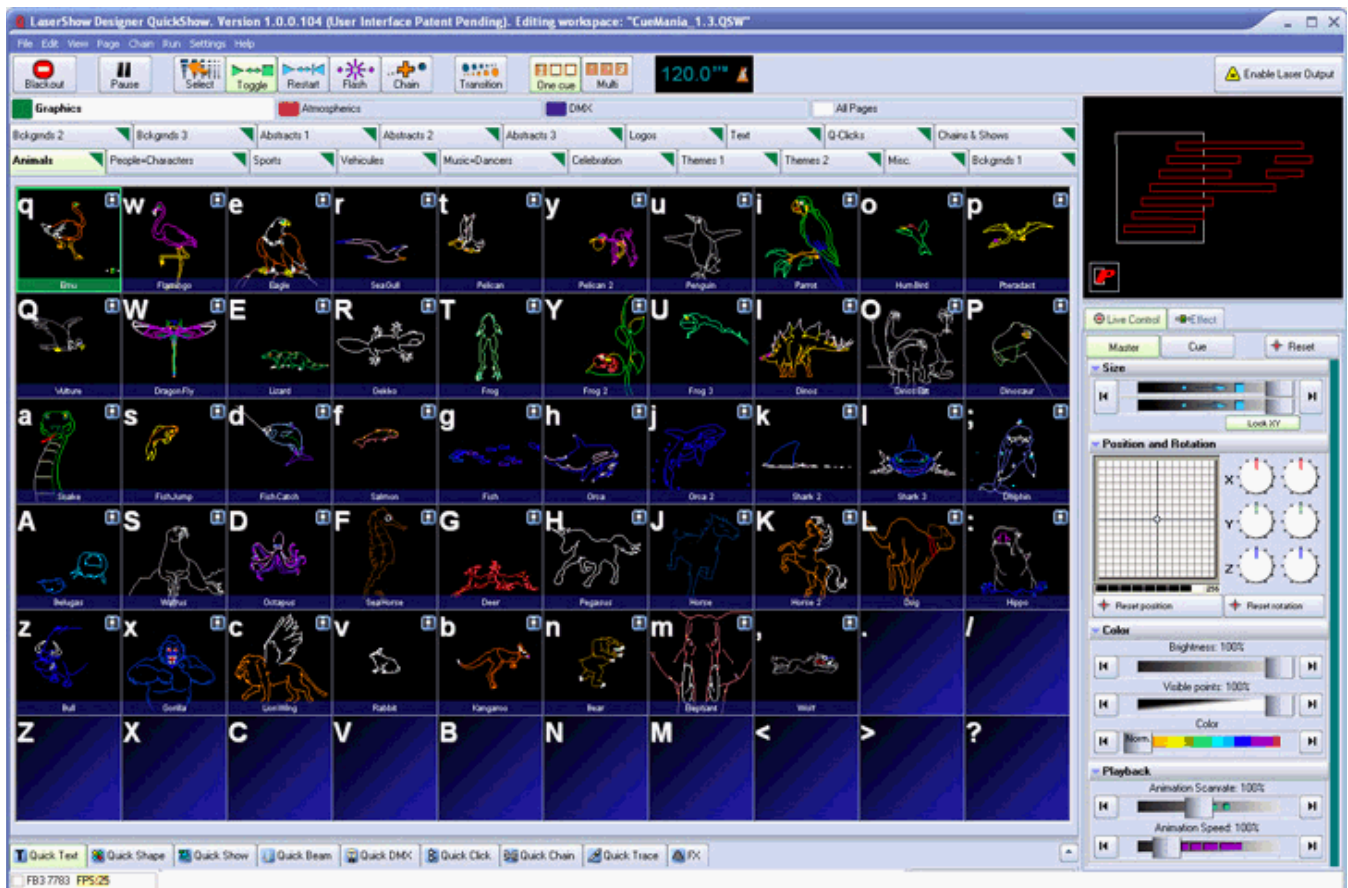 LaserShow Designer QuickShow. Version 1.0.0.104 (User Interface Patent Pending). Editing workspace: "CueMania_1.3.QSW"
File Edit View Page Chain Run Settings Help
Blackout Pause Select Toggle Restart Flash Chain Transition One cue Multi 120.0 Enable Laser Output
Graphics Atmospherics DMX All Pages
Bckgrnds 2 Bckgrnds 3 Abstracts 1 Abstracts 2 Abstracts 3 Logos Text Q-Clicks Chains & Shows
Animals People+Characters Sports Vehicules Music+Dancers Celebration Themes 1 Themes 2 Misc. Bckgrnds 1
q w e r t y u i o p
Emu Flamingo Eagle SeaGull Pelican Pelican 2 Penguin Parrot HumBird Pteradact
Q W E R T Y U I O P
Vulture DragonFly Lizard Gekko Frog Frog 2 Frog 3 Dinos Dinosaur
a s d f g h j k l ;
Snake FishJump FishCatch Salmon Fish Orca Orca 2 Shark 2 Shark 3 Dlhphin
A S D F G H J K L :
Belugas Walrus Octapus SeaHorse Deer Pegasus Horse Horse 2 Dog Hippo
z x c v b n m , . /
Bull Gorilla LionWing Rabbit Kangaroo Bear Elephant Wolf
Z X C V B N M < > ?
Live Control Effect
Master Cue Reset
Size
Lock XY
Position and Rotation
X
Y
Z
256
Reset position Reset rotation
Color
Brightness: 100%
Visible points: 100%
Color
Norm.
Playback
Animation Scanrate: 100%
Animation Speed: 100%
Quick Text Quick Shape Quick Show Quick Beam Quick DMX Quick Click Quick Chain Quick Trace FX
FB3 7783 FPS:25